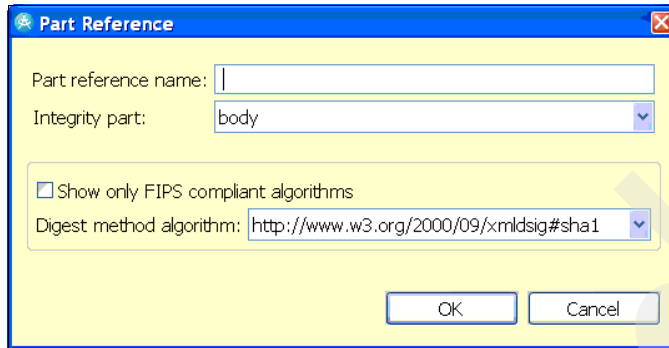 Part Reference
Part reference name:
Integrity part: body
Show only FIPS compliant algorithms
Digest method algorithm: http://www.w3.org/2000/09/xmldsig#sha1
OK Cancel